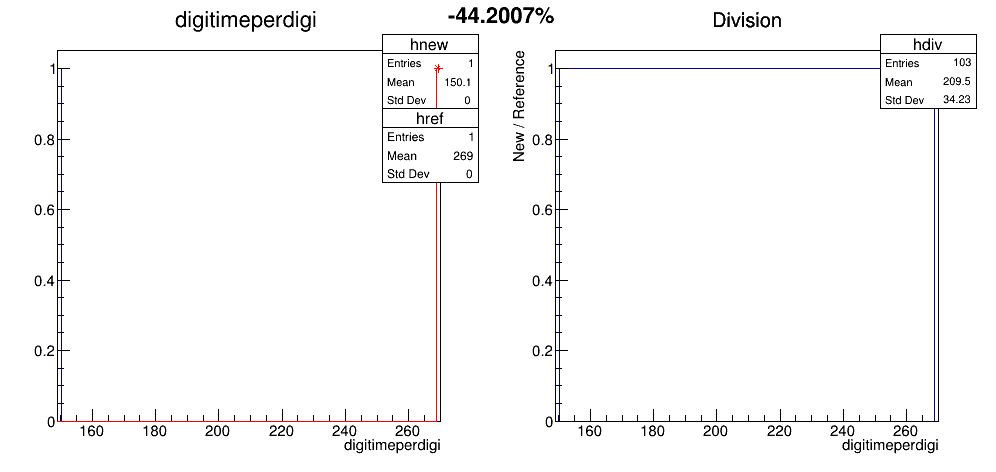 -44.2007%
digitimeperdigi
hnew
Entries 1
Mean 150.1
Std Dev 0
href
Entries 1
Mean 269
Std Dev 0
1
0.8
0.6
0.4
0.2
0
160 180 200 220 240 260
digitimeperdigi
Division
hdiv
Entries 103
Mean 209.5
Std Dev 34.23
New / Reference
1
0.8
0.6
0.4
0.2
0
160 180 200 220 240 260
digitimeperdigi